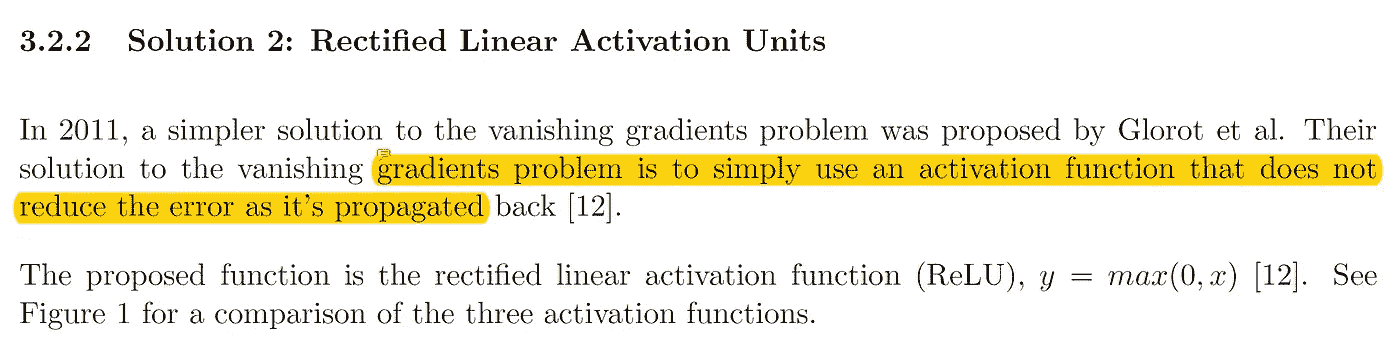 3.2.2 Solution 2: Rectified Linear Activation Units
In 2011, a simpler solution to the vanishing gradients problem was proposed by Glorot et al. Their
solution to the vanishing gradients problem is to simply use an activation function that does not
reduce the error as it's propagated back [12].
The proposed function is the rectified linear activation function (ReLU), y = max(0, x) [12]. See
Figure 1 for a comparison of the three activation functions.